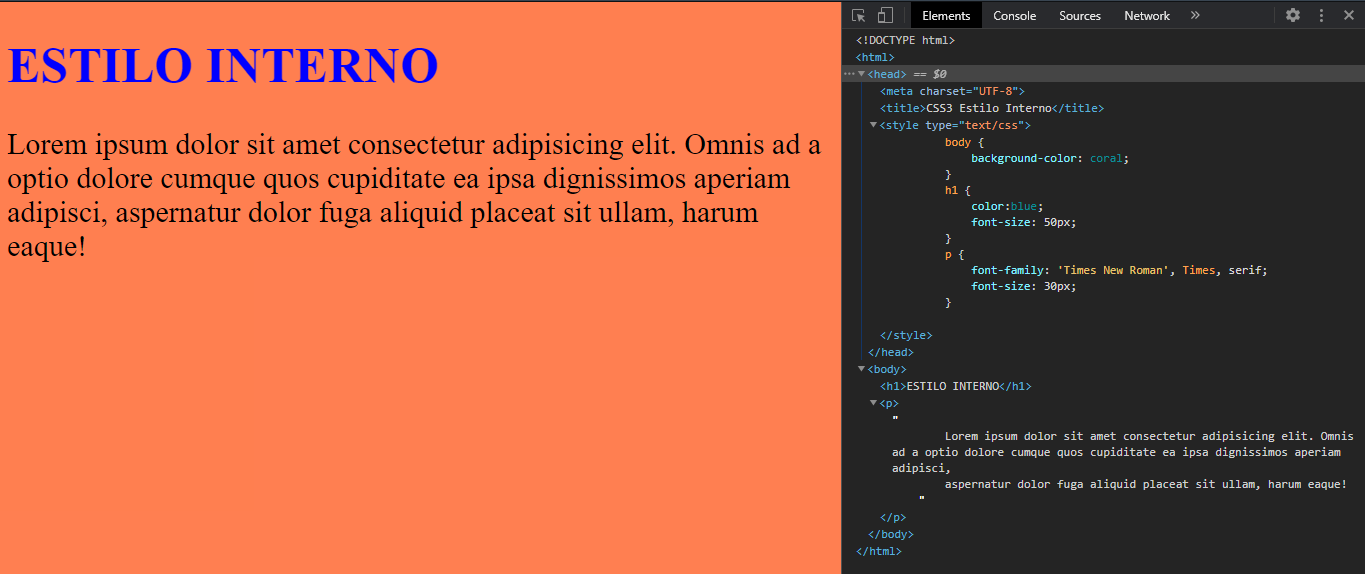 ESTILO INTERNO
Lorem ipsum dolor sit amet consectetur adipisicing elit. Omnis ad a
optio dolore cumque quos cupiditate ea ipsa dignissimos aperiam
adipisci, aspernatur dolor fuga aliquid placeat sit ullam, harum
eaque!
Elements Console Sources Network »
<!DOCTYPE html>
<html>
<head> == $0
<meta charset="UTF-8">
<title>CSS3 Estilo Interno</title>
<style type="text/css">
body {
background-color: coral;
}
h1 {
color:blue;
font-size: 50px;
}
p {
font-family: 'Times New Roman', Times, serif;
font-size: 30px;
}
</style>
</head>
<body>
<h1>ESTILO INTERNO</h1>
<p>
"
Lorem ipsum dolor sit amet consectetur adipisicing elit. Omnis
ad a optio dolore cumque quos cupiditate ea ipsa dignissimos aperiam
adipisci,
aspernatur dolor fuga aliquid placeat sit ullam, harum eaque!
"
</p>
</body>
</html>